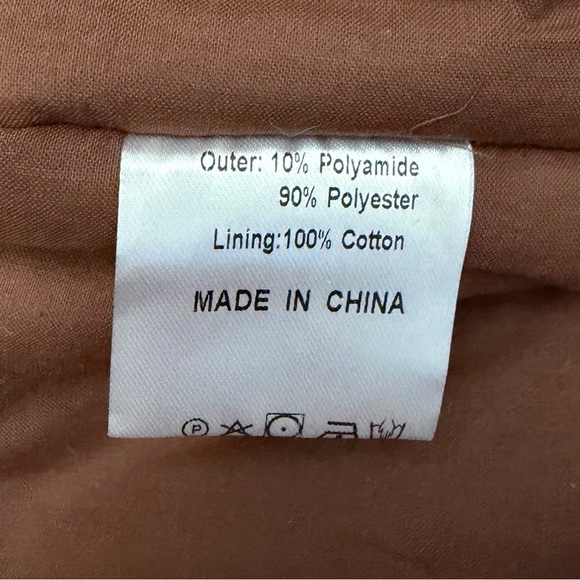 Outer: 10% Polyamide
90% Polyester
Lining:100% Cotton
MADE IN CHINA
P